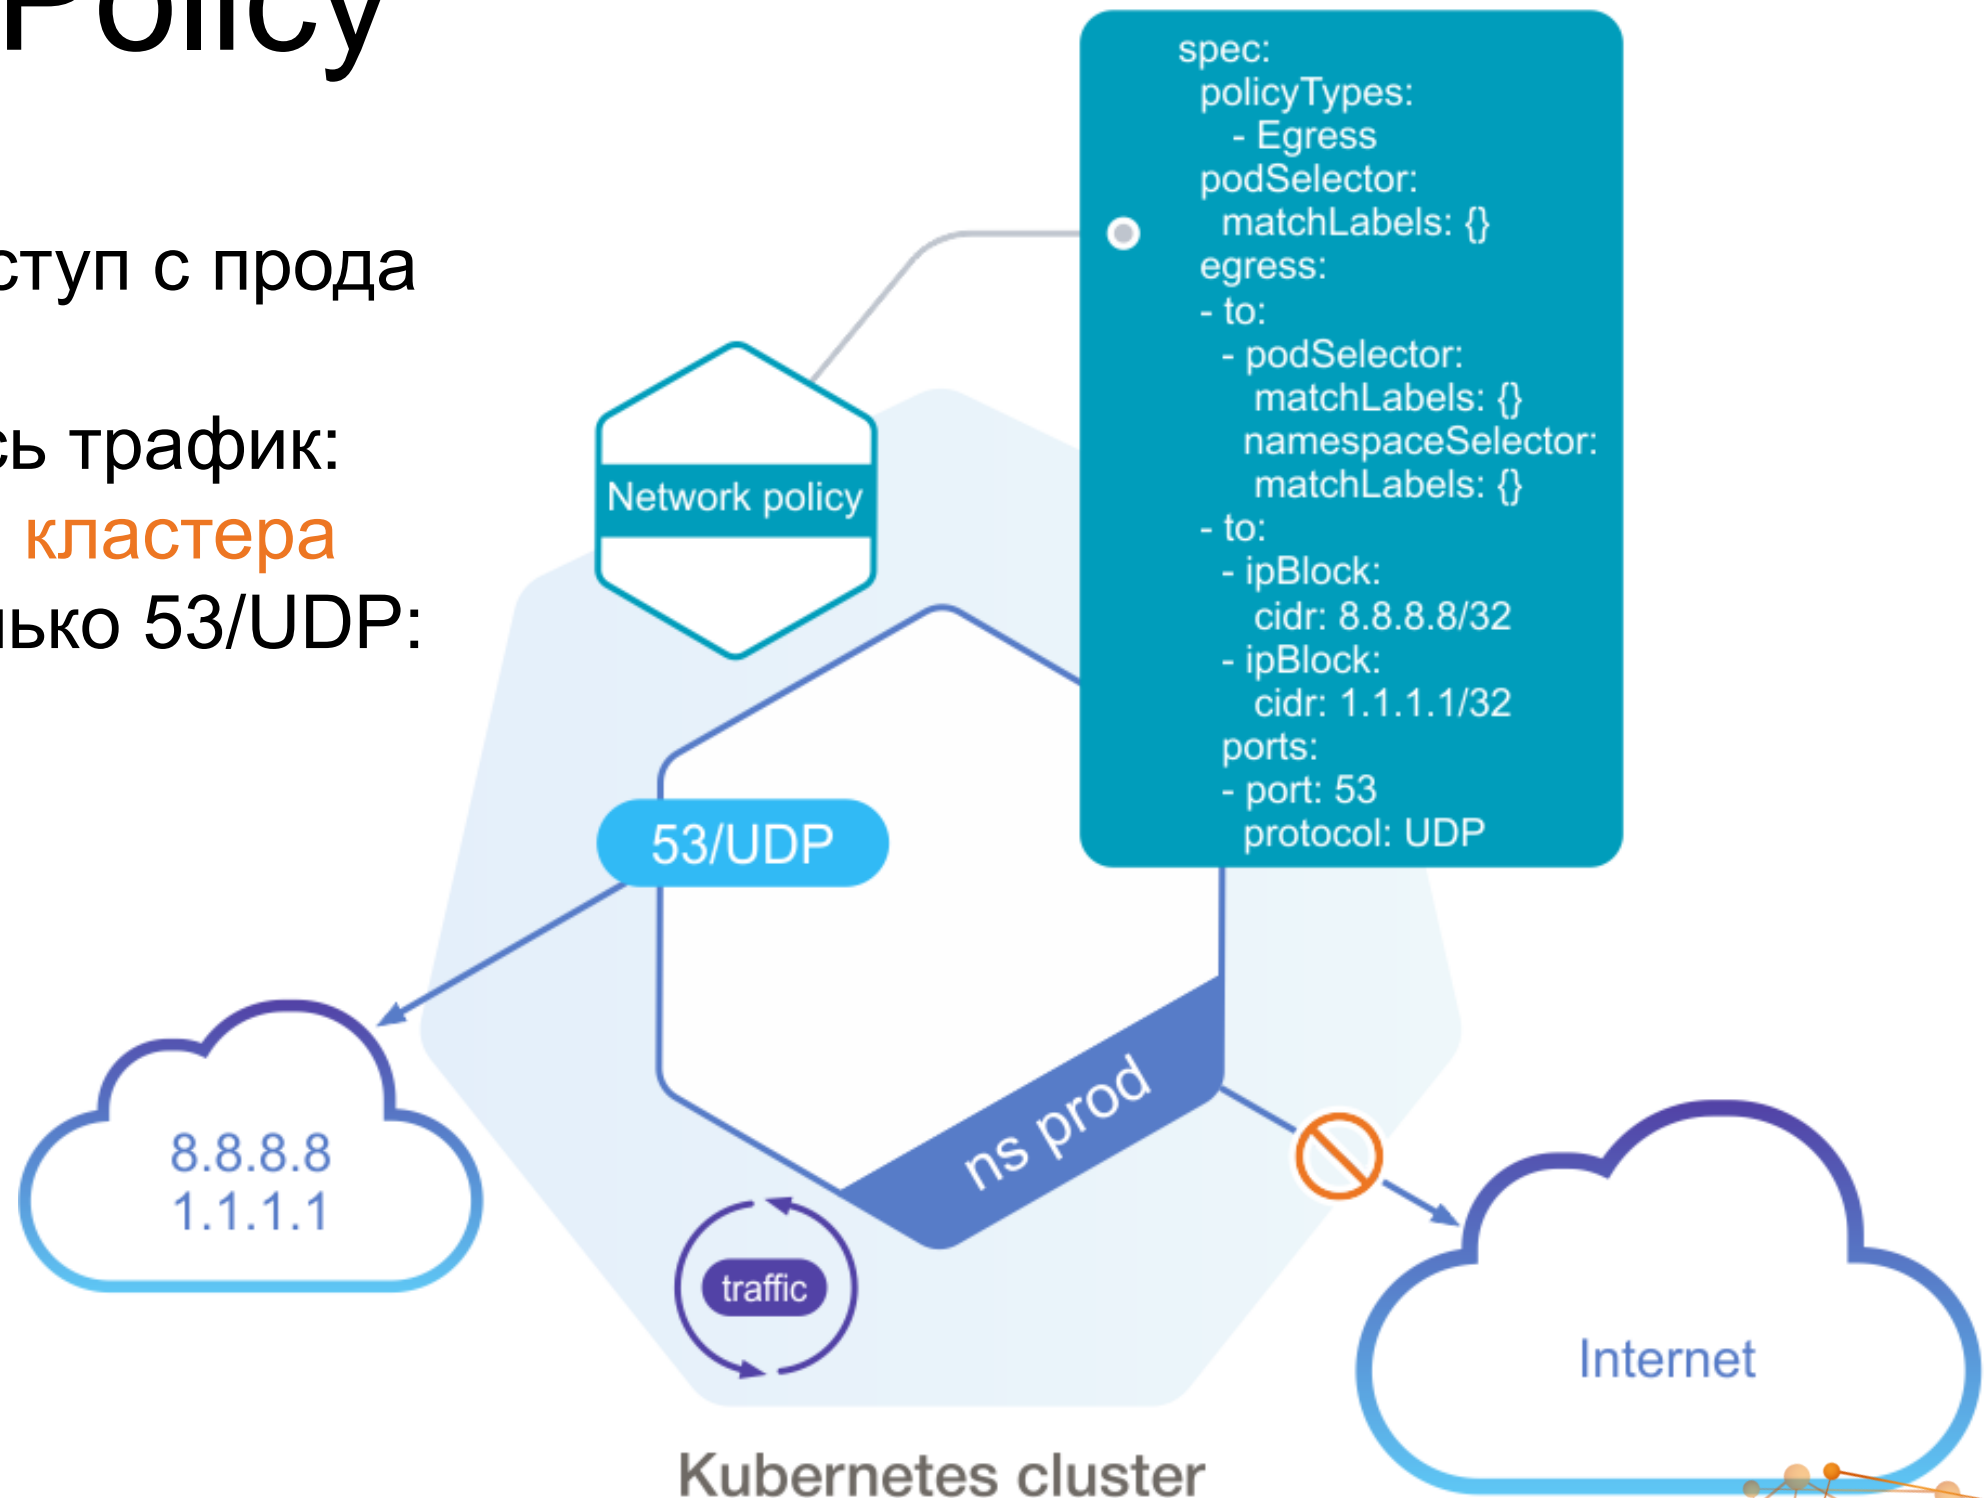 Policy
ступ с прода
сь трафик:
кластера
лько 53/UDP:
spec:
policyTypes:
- Egress
podSelector:
matchLabels: {}
egress:
- to:
- podSelector:
matchLabels: {}
namespaceSelector:
matchLabels: {}
- to:
- ipBlock:
cidr: 8.8.8.8/32
- ipBlock:
cidr: 1.1.1.1/32
ports:
- port: 53
protocol: UDP
Network policy
53/UDP
ns prod
8.8.8.8
1.1.1.1
traffic
Internet
Kubernetes cluster